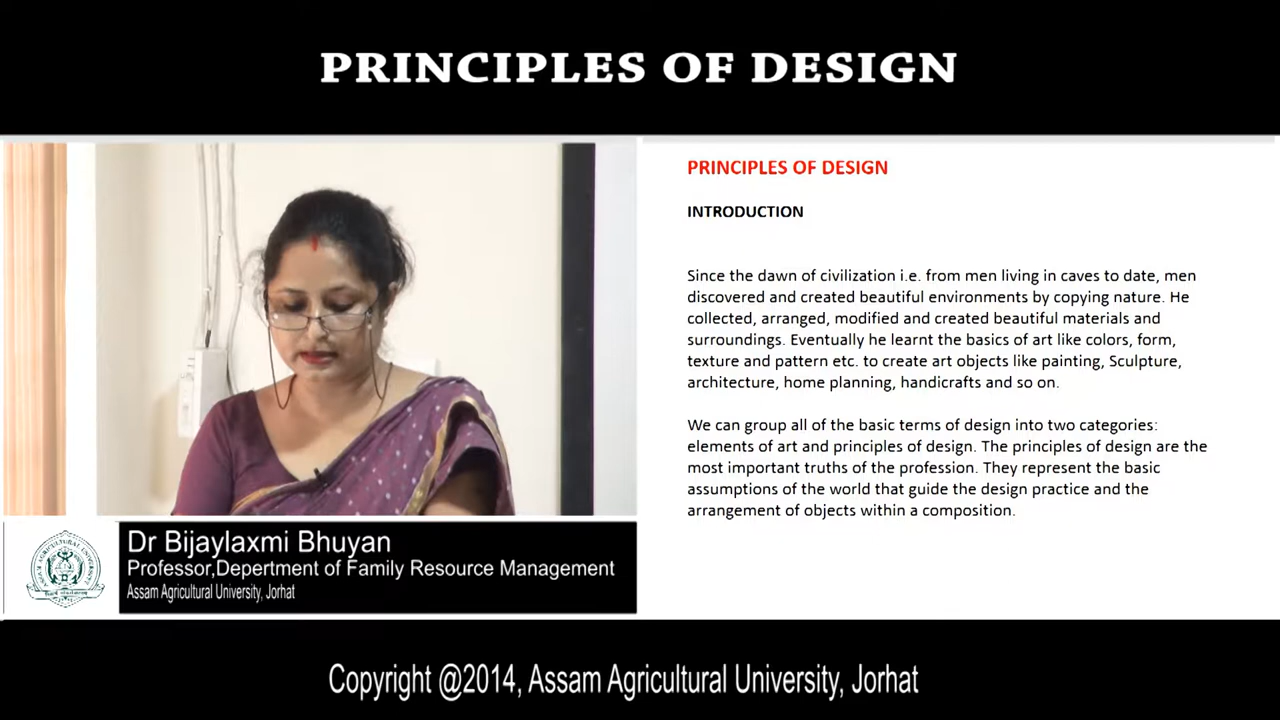 PRINCIPLES OF DESIGN
PRINCIPLES OF DESIGN
INTRODUCTION
Since the dawn of civilization i.e. from men living in caves to date, men
discovered and created beautiful environments by copying nature. He
collected, arranged, modified and created beautiful materials and
surroundings. Eventually he learnt the basics of art like colors, form,
texture and pattern etc. to create art objects like painting, Sculpture,
architecture, home planning, handicrafts and so on.
We can group all of the basic terms of design into two categories:
elements of art and principles of design. The principles of design are the
most important truths of the profession. They represent the basic
assumptions of the world that guide the design practice and the
arrangement of objects within a composition.
Dr Bijaylaxmi Bhuyan
Professor,Depertment of Family Resource Management
Assam Agricultural University, Jorhat
Copyright @2014, Assam Agricultural University, Jorhat